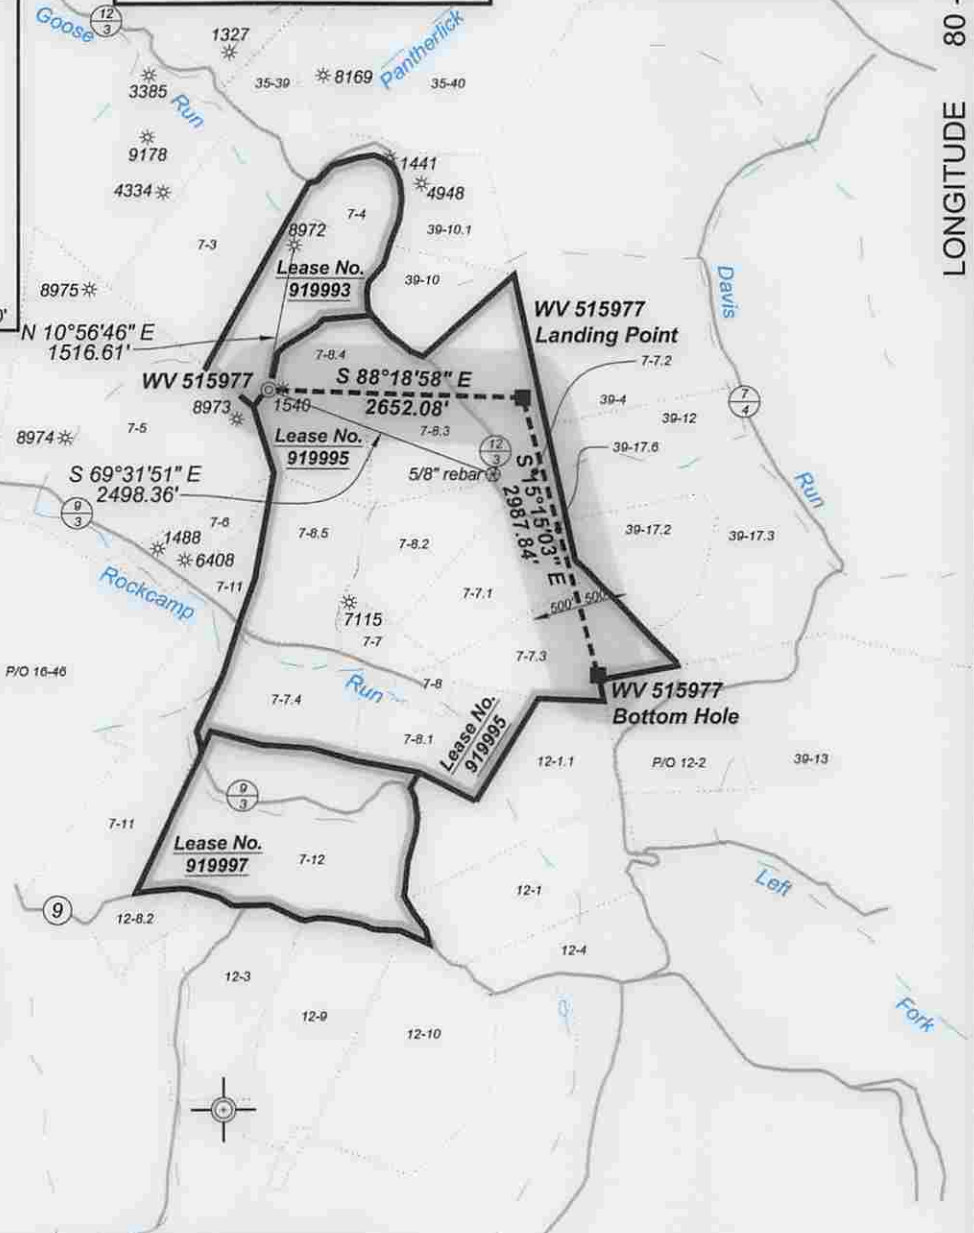 12
3
Goose
1327
Pantherlick
LONGITUDE 80
35-39
8169
35-40
3385
Run
9178
1441
4334
4948
7-4
8972
39-10.1
7-3
Lease No.
919993
39-10
Davis
8975
WV 515977
Landing Point
N 10°56'46" E
1516.61'
7-8.4
7-7.2
WV 515977
S 88°18'58" E
2652.08'
39-4
7
4
39-12
8973
1540
7-5
7-8.3
8974
Lease No.
919995
12
3
39-17.6
S 69°31'51" E
2498.36'
5/8" rebar
S 15°15'03" E
2987.84'
Run
9
3
7-6
7-8.5
7-8.2
39-17.2
39-17.3
1488
6408
Rockcamp
7-11
7-7.1
500'
500'
7115
7-7
7-7.3
P/O 16-46
7-8
Run
7-7.4
WV 515977
Bottom Hole
7-8.1
Lease No.
919995
12-1.1
P/O 12-2
39-13
9
3
7-11
Lease No.
919997
7-12
Left
12-1
9
12-8.2
12-4
12-3
12-9
12-10
Fork